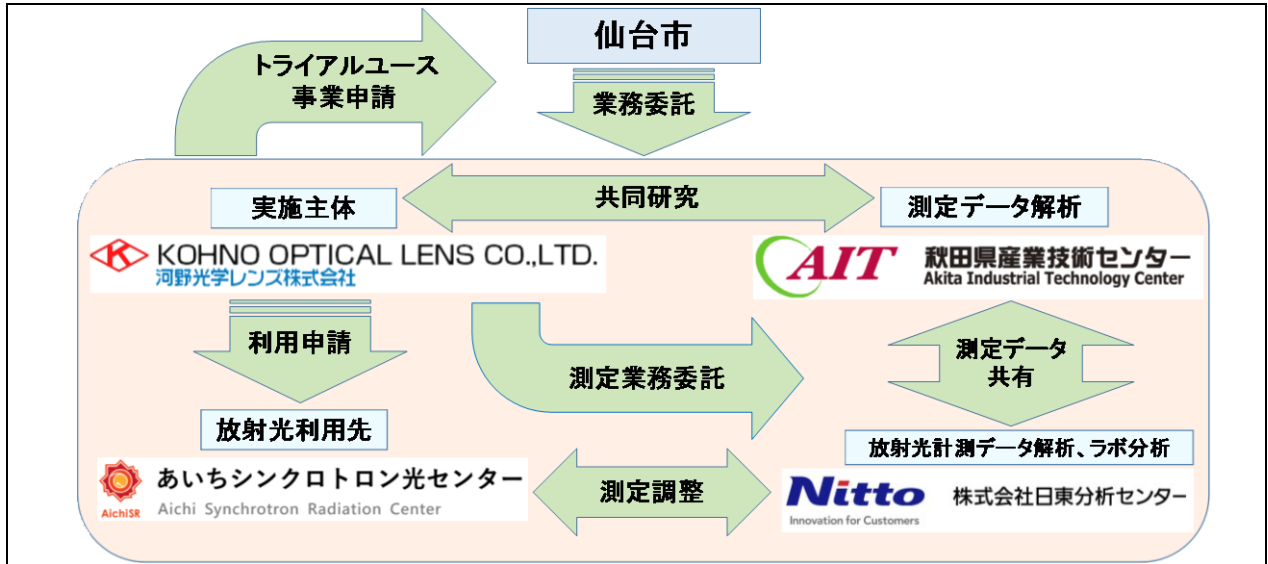 仙台市
トライアルユース
事業申請
業務委託
共同研究
実施主体
測定データ解析
K
KOHNO OPTICAL LENS CO.,LTD.
河野光学レンズ株式会社
AIT
秋田県産業技術センター
Akita Industrial Technology Center
利用申請
測定業務委託
測定データ
共有
放射光利用先
放射光計測データ解析、ラボ分析
AichiSR
あいちシンクロトロン光センター
Aichi Synchrotron Radiation Center
測定調整
Nitto
Innovation for Customers
株式会社日東分析センター